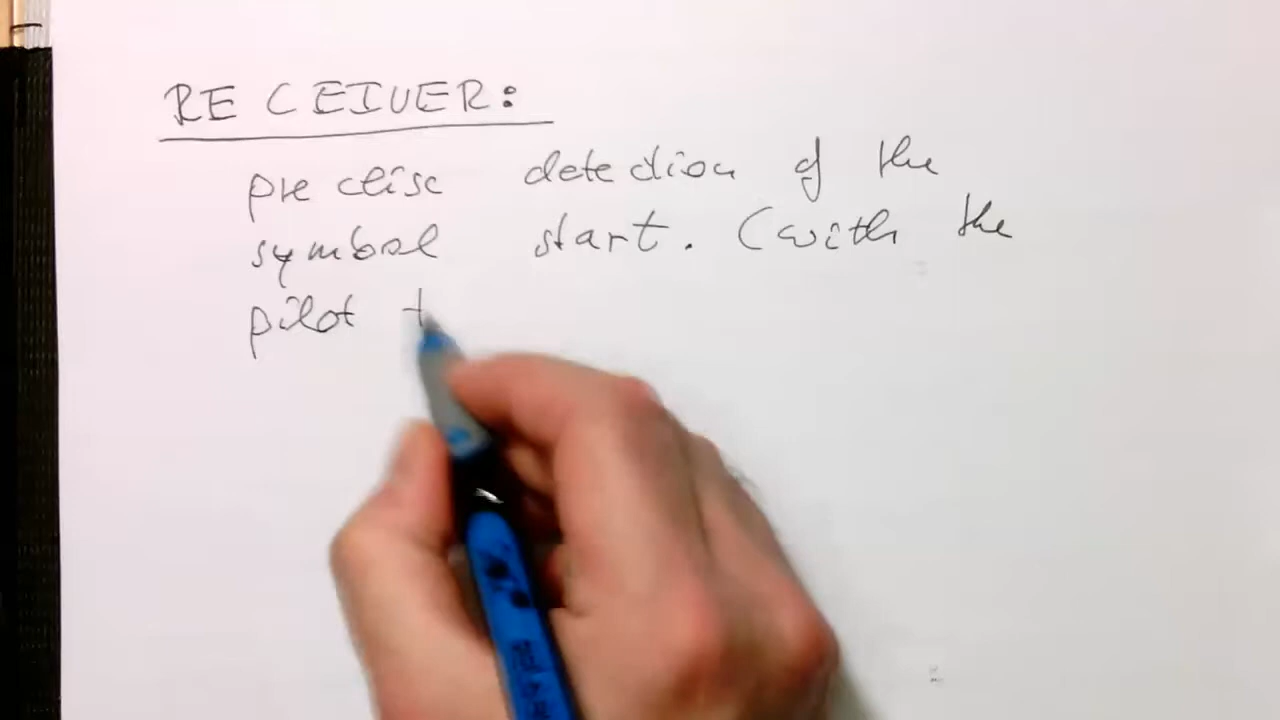 RECEIVER:
precise detection of the
symbol start. (with the
pilot t